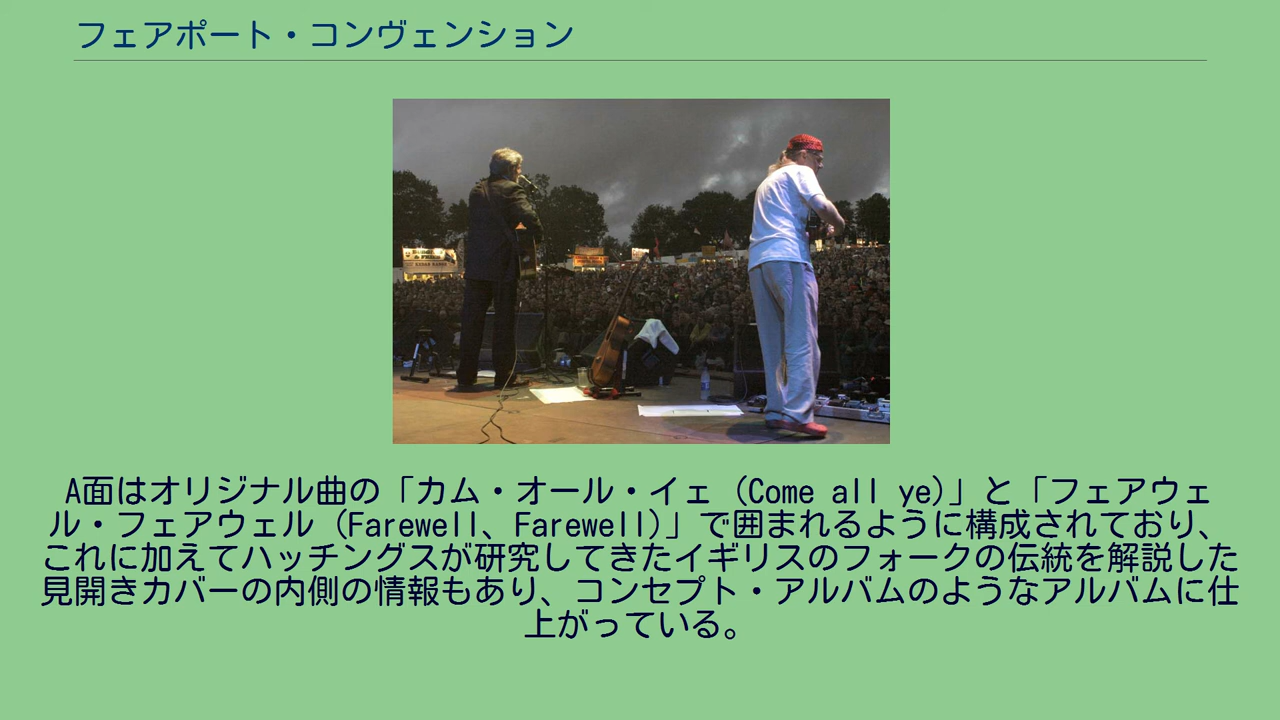 フェアポート・コンヴェンション
A面はオリジナル曲の「カム・オール・イェ (Come all ye)」と「フェアウェ
ル・フェアウェル (Farewell、Farewell)」で囲まれるように構成されており、
これに加えてハッチングスが研究してきたイギリスのフォークの伝統を解説した
見開きカバーの内側の情報もあり、コンセプト・アルバムのようなアルバムに仕
上がっている。